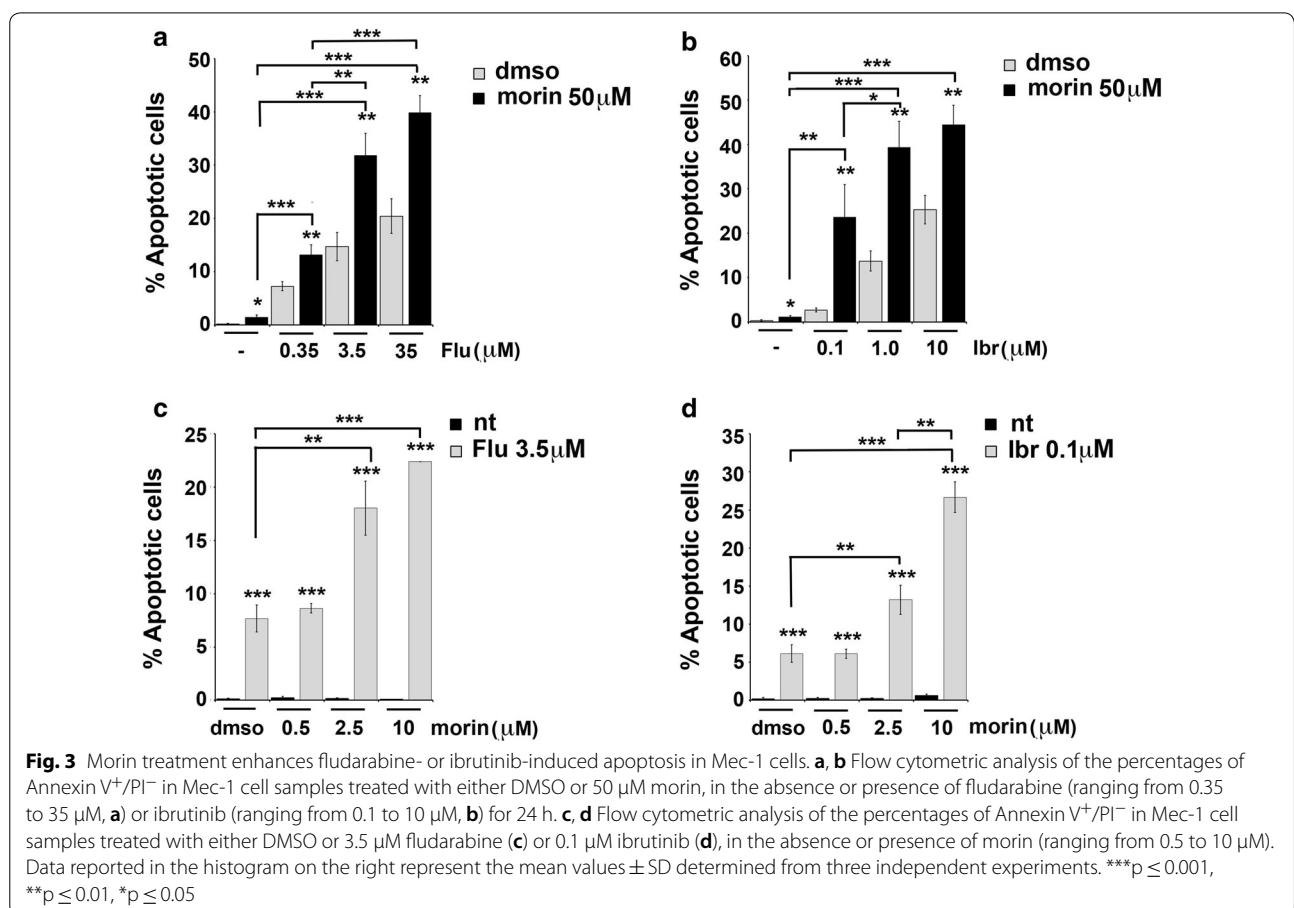 a
50
40
30
20
10
0
% Apoptotic cells
dmso
morin 50μM
***
***
**
***
**
**
***
**
*
- 0.35 3.5 35 Flu(μM)
b
60
50
40
30
20
10
0
% Apoptotic cells
dmso
morin 50μM
***
***
*
**
**
**
**
*
- 0.1 1.0 10 Ibr(μM)
c
25
20
15
10
5
0
% Apoptotic cells
nt
Flu 3.5μM
***
**
***
***
***
***
dmso 0.5 2.5 10 morin(μM)
d
35
30
25
20
15
10
5
0
% Apoptotic cells
nt
Ibr 0.1μM
**
***
***
**
***
***
***
dmso 0.5 2.5 10 morin(μM)
Fig. 3 Morin treatment enhances fludarabine- or ibrutinib-induced apoptosis in Mec-1 cells. a, b Flow cytometric analysis of the percentages of
Annexin V⁺/PI⁻ in Mec-1 cell samples treated with either DMSO or 50 μM morin, in the absence or presence of fludarabine (ranging from 0.35
to 35 μM, a) or ibrutinib (ranging from 0.1 to 10 μM, b) for 24 h. c, d Flow cytometric analysis of the percentages of Annexin V⁺/PI⁻ in Mec-1 cell
samples treated with either DMSO or 3.5 μM fludarabine (c) or 0.1 μM ibrutinib (d), in the absence or presence of morin (ranging from 0.5 to 10 μM).
Data reported in the histogram on the right represent the mean values ± SD determined from three independent experiments. ***p ≤ 0.001,
**p ≤ 0.01, *p ≤ 0.05